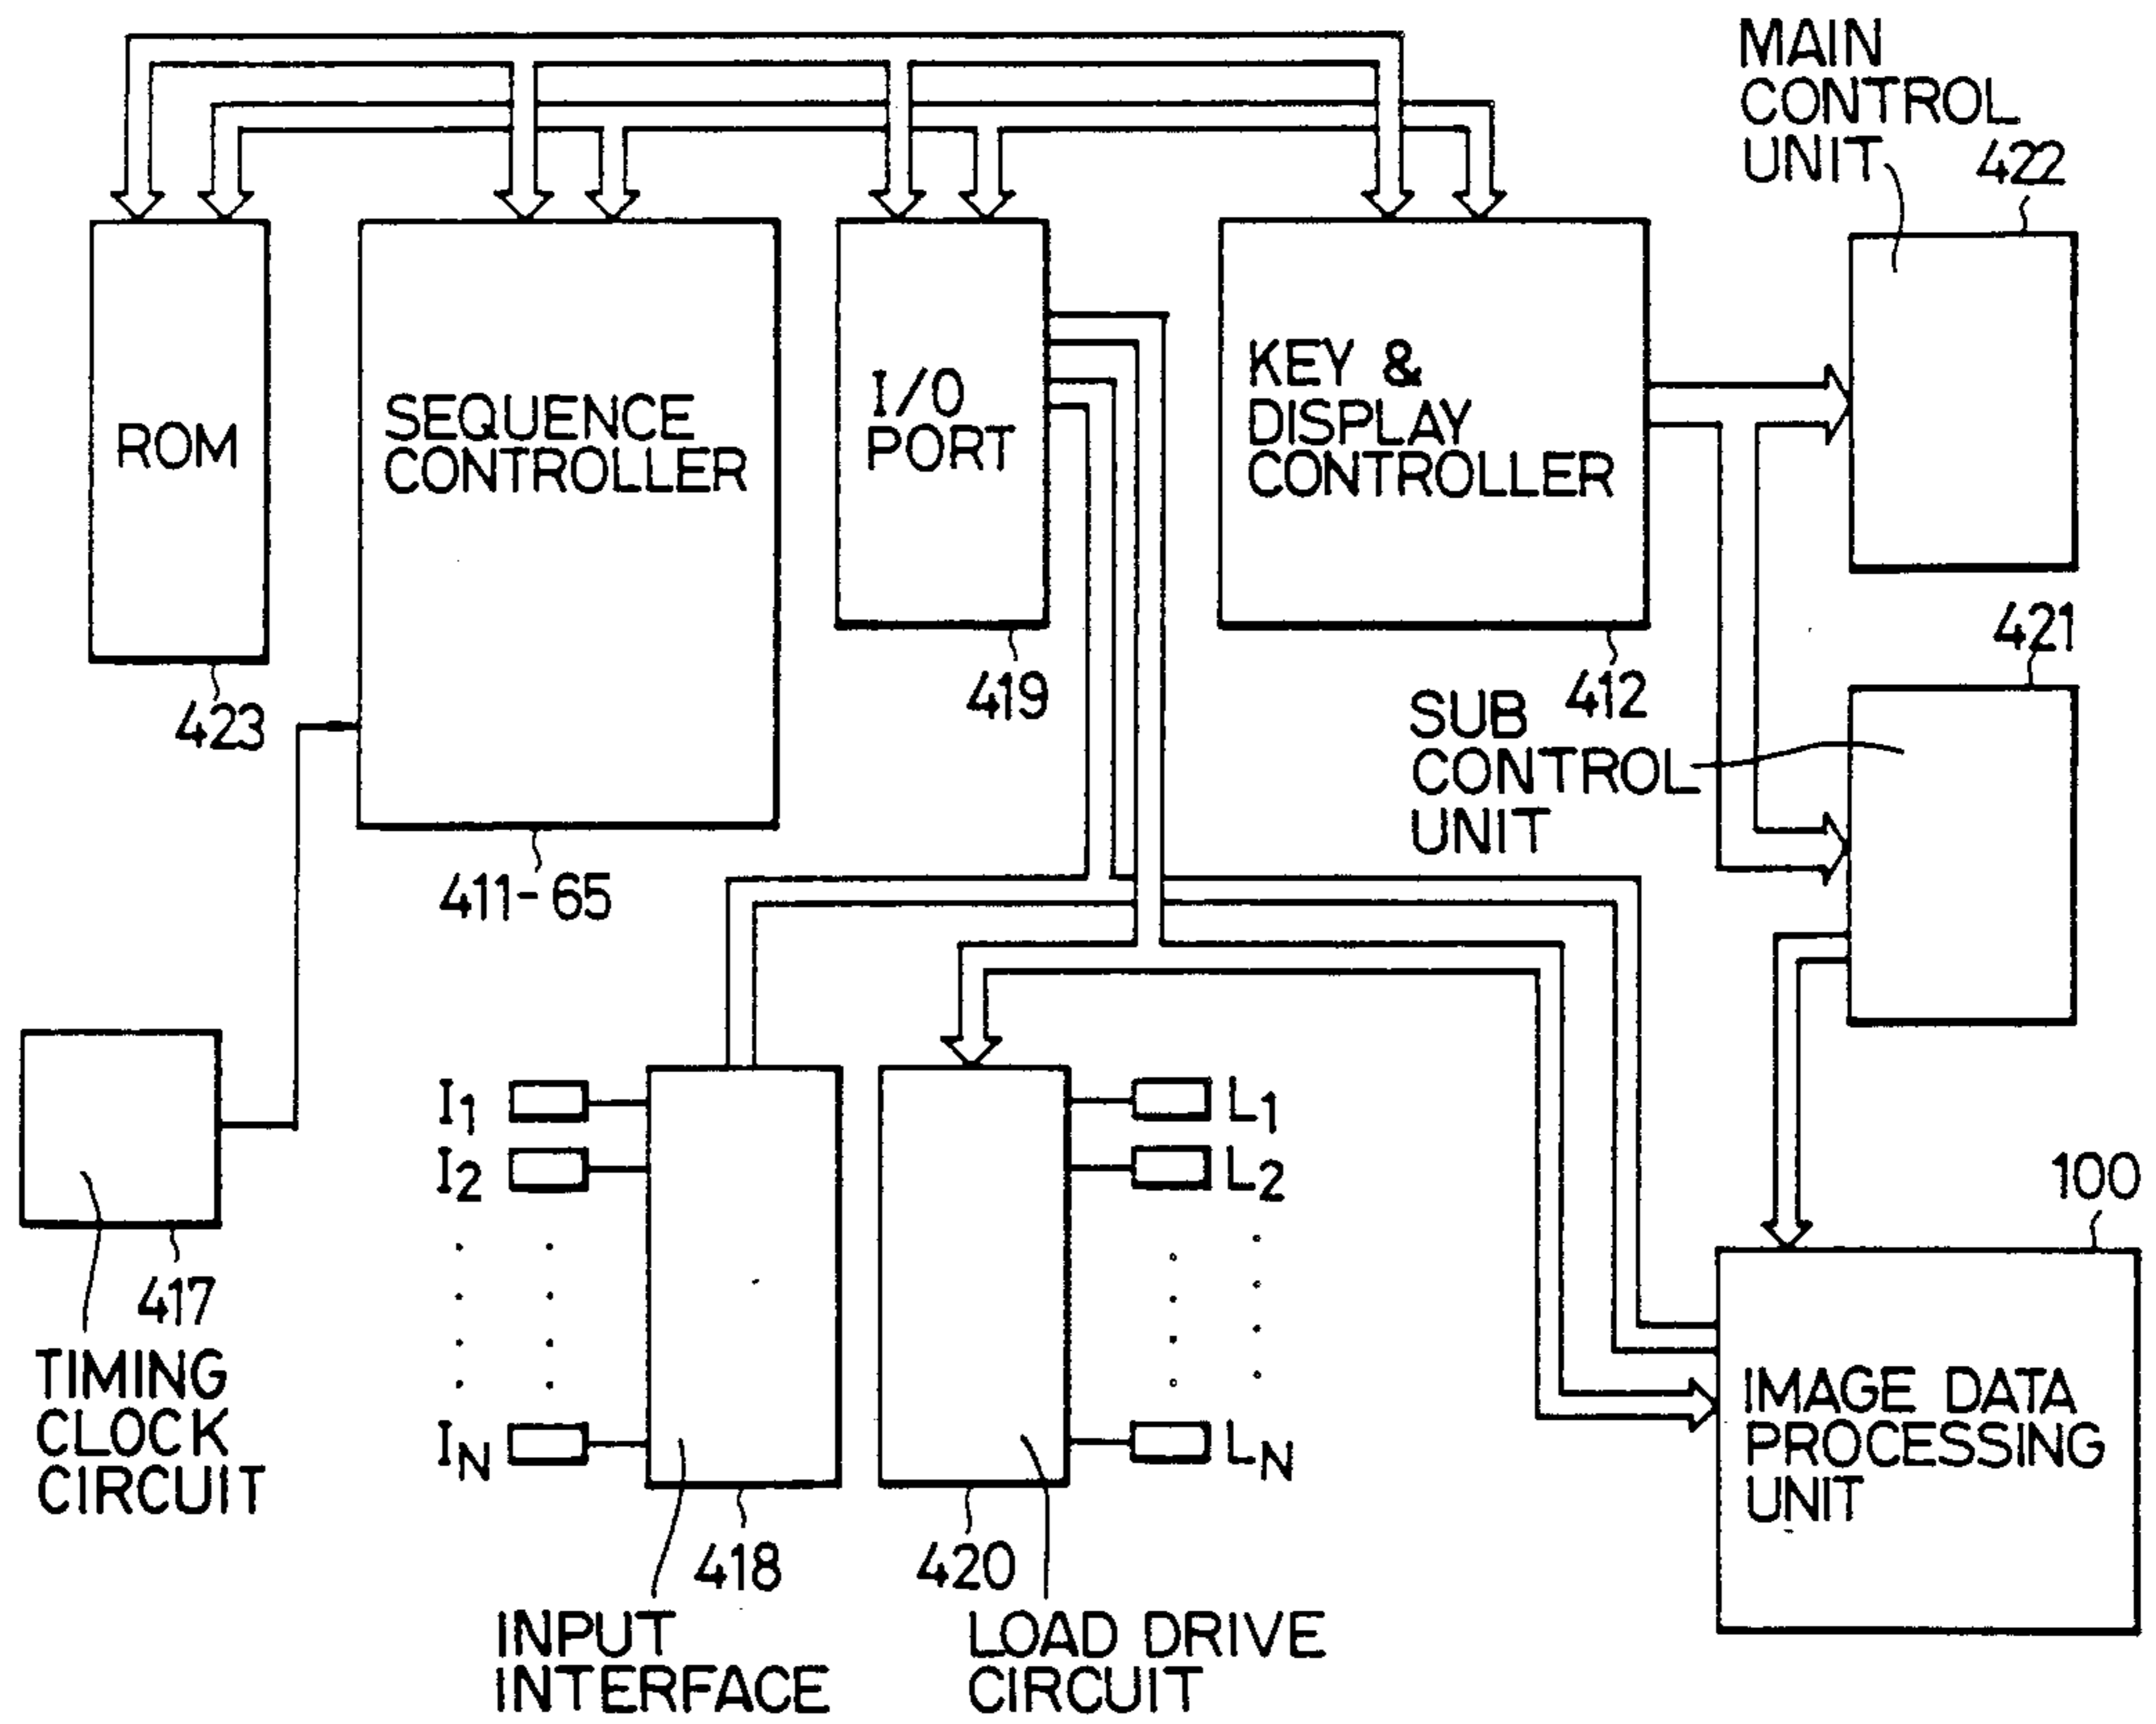 MAIN
CONTROL
UNIT
422
ROM
SEQUENCE
CONTROLLER
I/O
PORT
KEY &
DISPLAY
CONTROLLER
423
411-65
419
412
421
SUB
CONTROL
UNIT
417
TIMING
CLOCK
CIRCUIT
I1
I2
IN
418
INPUT
INTERFACE
L1
L2
LN
420
LOAD DRIVE
CIRCUIT
100
IMAGE DATA
PROCESSING
UNIT